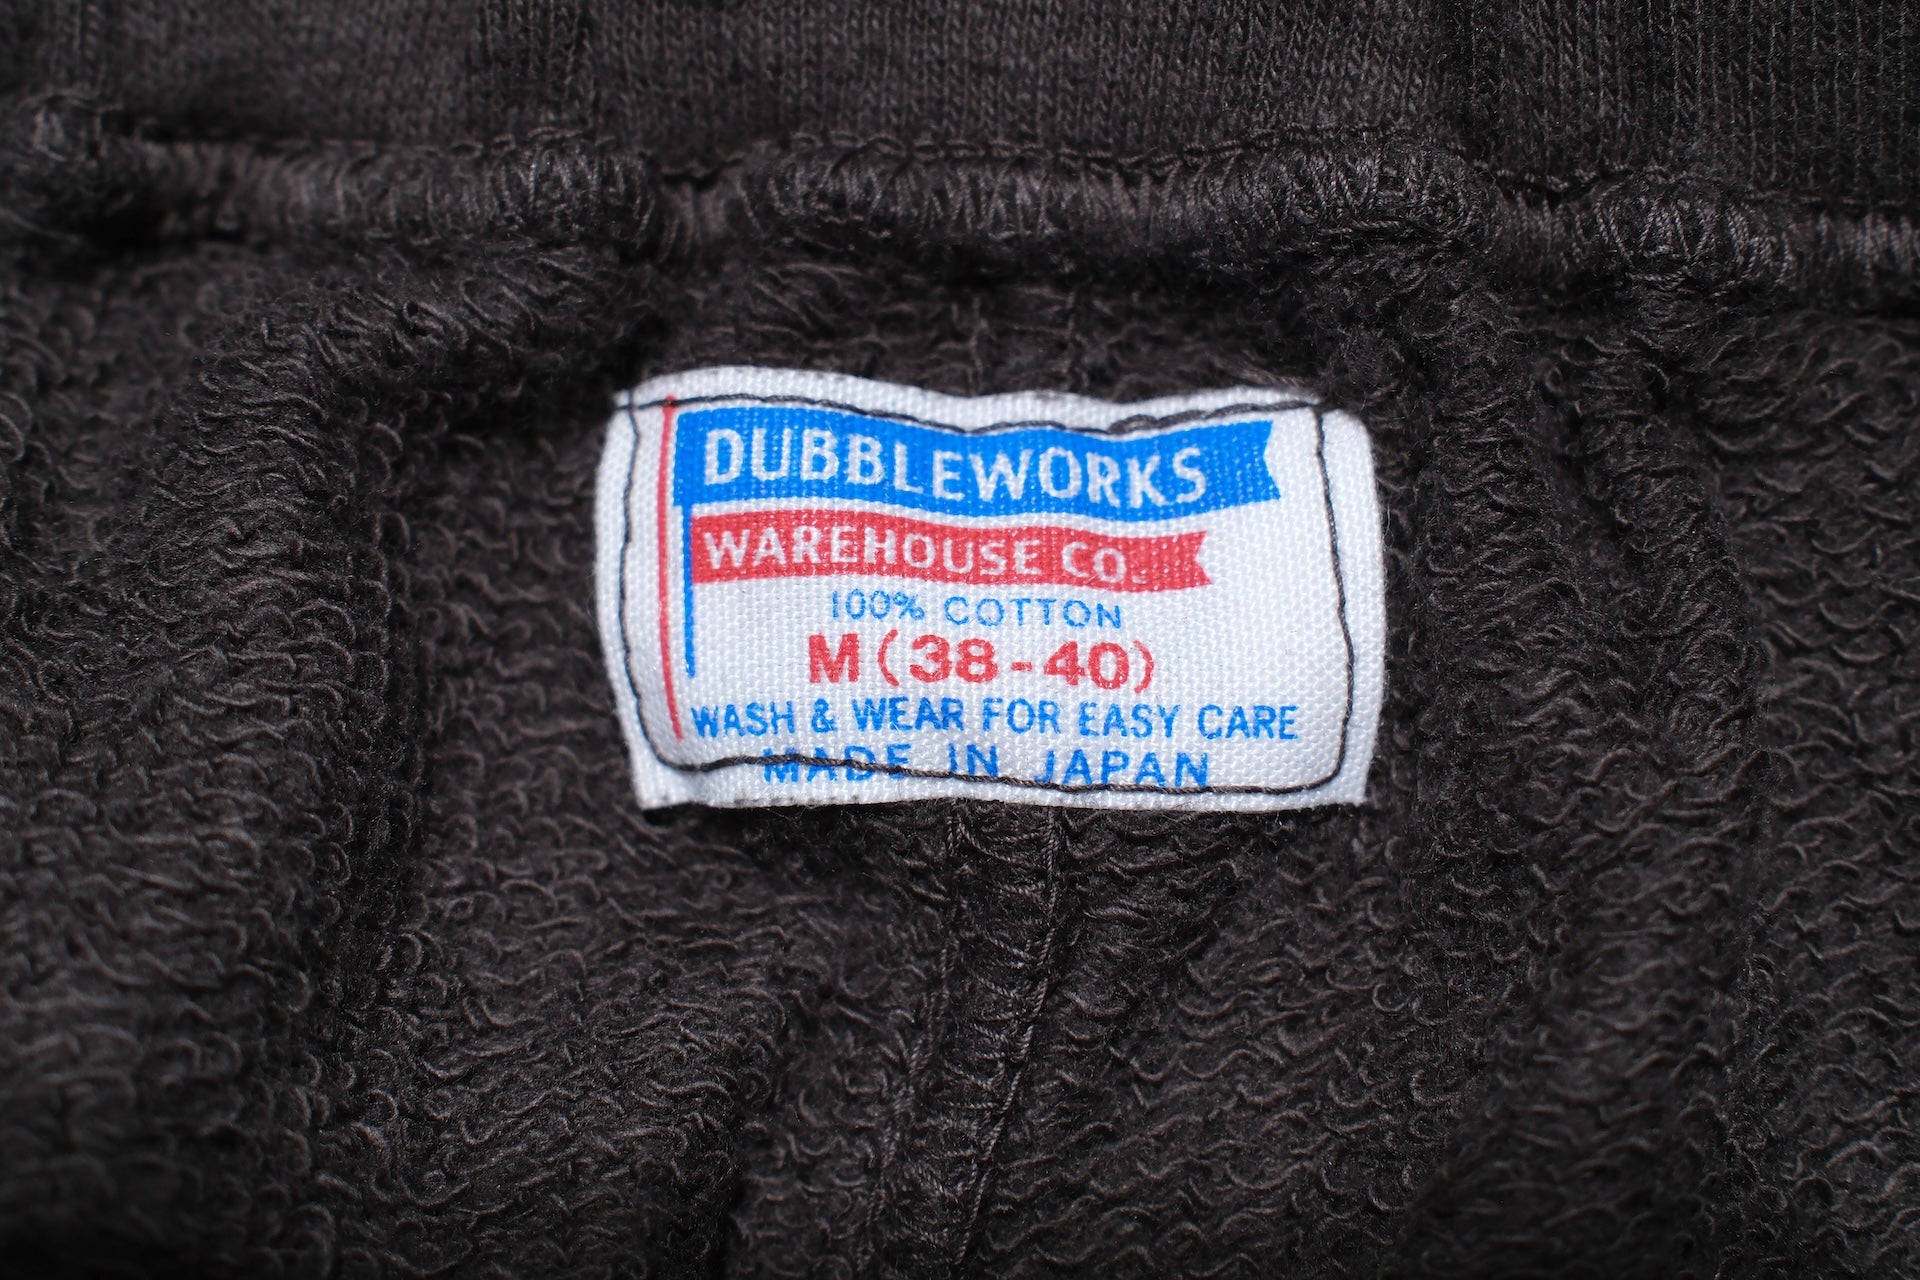 DUBBLEWORKS
WAREHOUSE CO.
100% COTTON
M (38-40)
WASH & WEAR FOR EASY CARE
MADE IN JAPAN